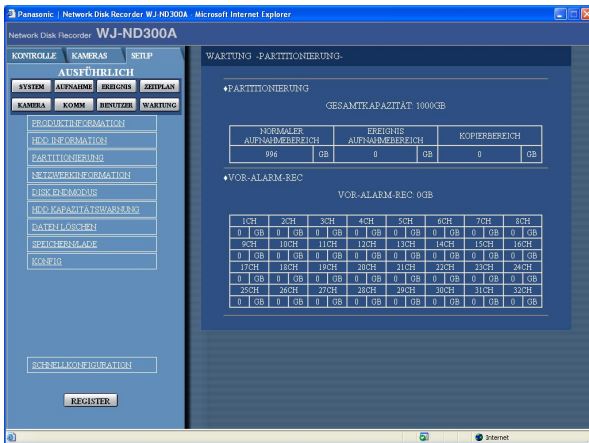 Panasonic | Network Disk Recorder WJ-ND300A - Microsoft Internet Explorer
Network Disk Recorder WJ-ND300A
KONTROLLE KAMERAS SETUP
AUSFÜHRLICH
SYSTEM AUFNAHME EREIGNIS ZEITPLAN
KAMERA KOMM BENUTZER WARTUNG
PRODUKTINFORMATION
HDD INFORMATION
PARTITIONIERUNG
NETZWERKINFORMATION
DISK ENDMODUS
HDD KAPAZITÄTSWARNUNG
DATEN LÖSCHEN
SPEICHERN/LADE
KONFIG
SCHNELLKONFIGURATION
REGISTER
WARTUNG -PARTITIONIERUNG-
♦PARTITIONIERUNG
GESAMTKAPAZITÄT: 1000GB
NORMALER AUFNAHMEBEREICH EREIGNIS AUFNAHMEBEREICH KOPIERBEREICH
996 GB 0 GB 0 GB
♦VOR-ALARM-REC
VOR-ALARM-REC: 0GB
1CH 2CH 3CH 4CH 5CH 6CH 7CH 8CH
0 GB 0 GB 0 GB 0 GB 0 GB 0 GB 0 GB 0 GB
9CH 10CH 11CH 12CH 13CH 14CH 15CH 16CH
0 GB 0 GB 0 GB 0 GB 0 GB 0 GB 0 GB 0 GB
17CH 18CH 19CH 20CH 21CH 22CH 23CH 24CH
0 GB 0 GB 0 GB 0 GB 0 GB 0 GB 0 GB 0 GB
25CH 26CH 27CH 28CH 29CH 30CH 31CH 32CH
0 GB 0 GB 0 GB 0 GB 0 GB 0 GB 0 GB 0 GB
Internet